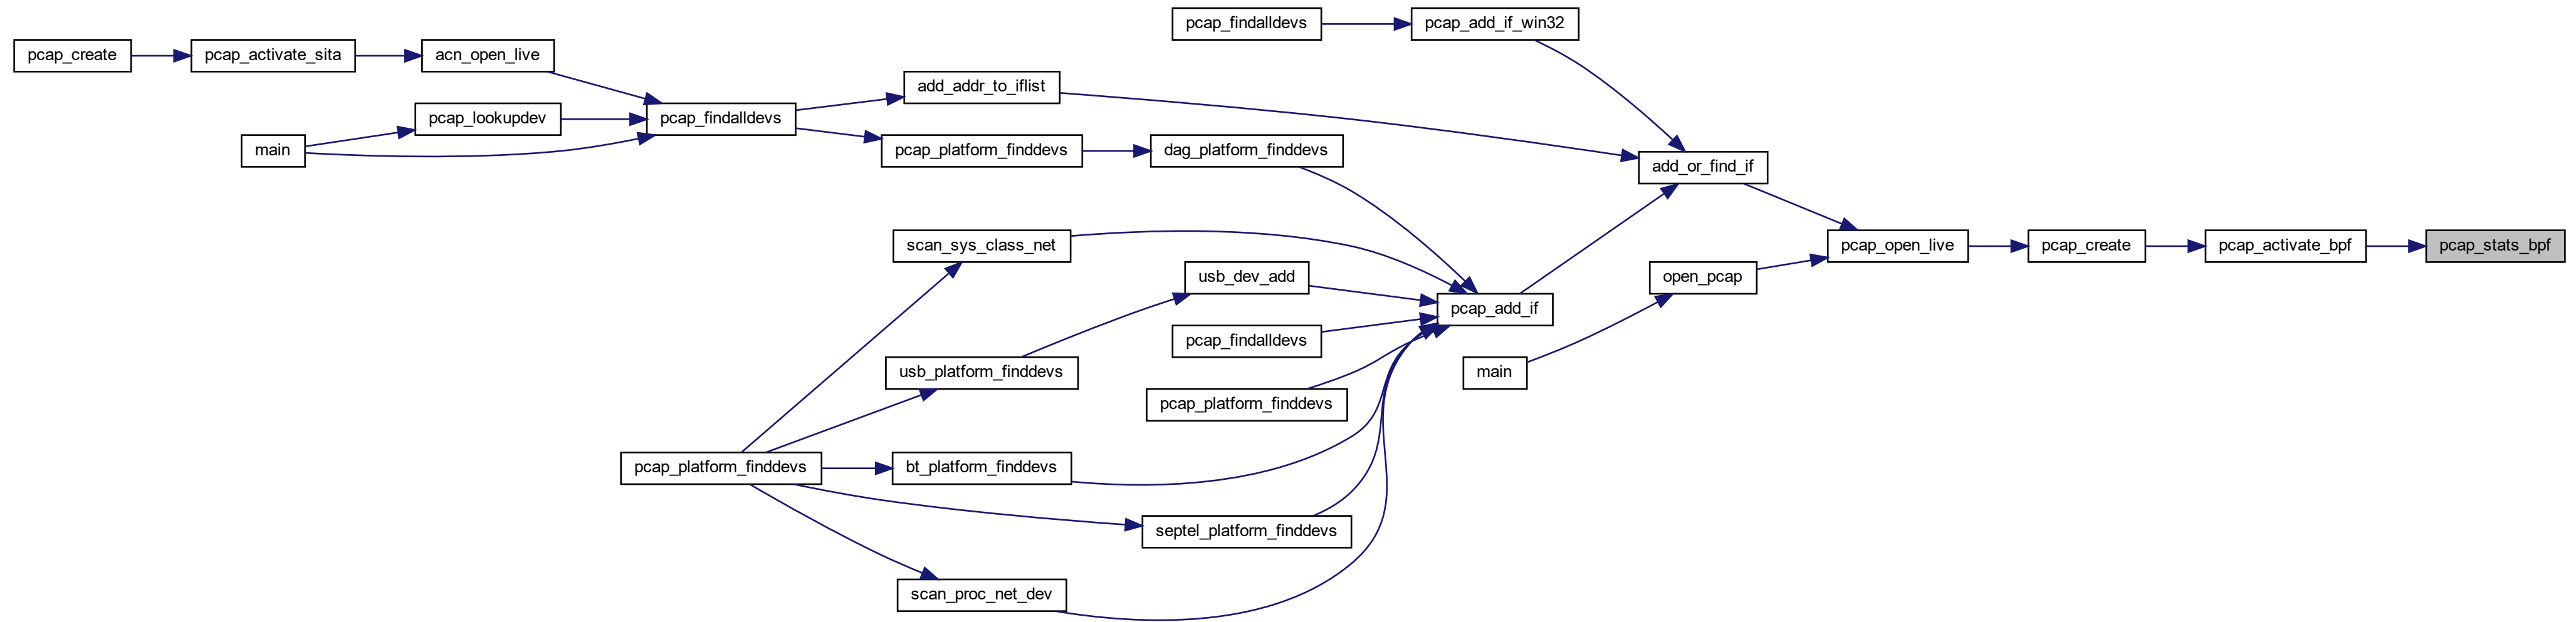 pcap_findalldevs
pcap_add_if_win32
pcap_create
pcap_activate_sita
acn_open_live
add_addr_to_iflist
pcap_lookupdev
pcap_findalldevs
main
pcap_platform_finddevs
dag_platform_finddevs
add_or_find_if
scan_sys_class_net
pcap_open_live
pcap_create
pcap_activate_bpf
pcap_stats_bpf
usb_dev_add
open_pcap
pcap_add_if
pcap_findalldevs
usb_platform_finddevs
main
pcap_platform_finddevs
pcap_platform_finddevs
bt_platform_finddevs
septel_platform_finddevs
scan_proc_net_dev